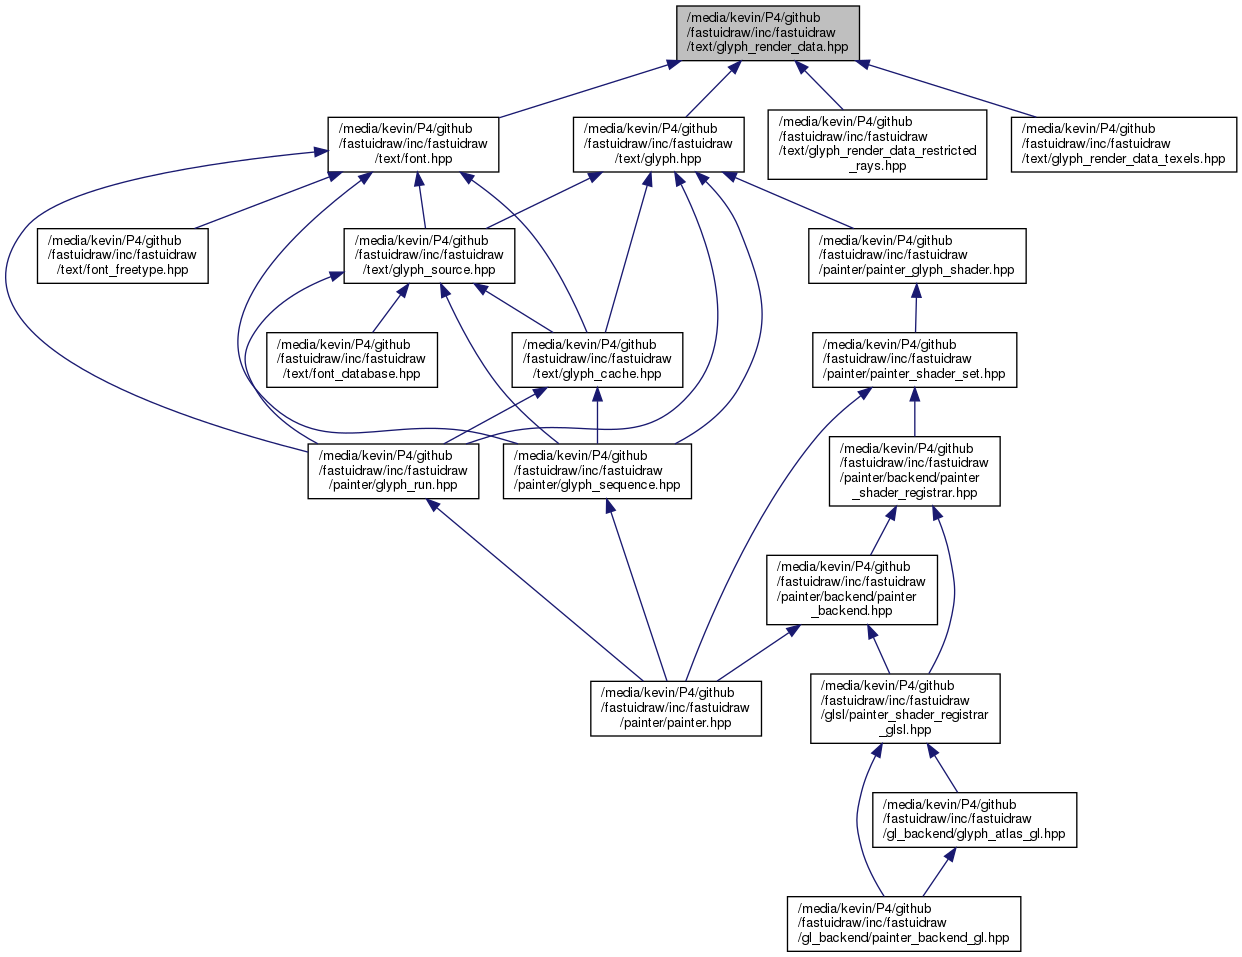 /media/kevin/P4/github
/fastuidraw/inc/fastuidraw
/text/glyph_render_data.hpp
/media/kevin/P4/github
/fastuidraw/inc/fastuidraw
/text/font.hpp
/media/kevin/P4/github
/fastuidraw/inc/fastuidraw
/text/glyph.hpp
/media/kevin/P4/github
/fastuidraw/inc/fastuidraw
/text/glyph_render_data_restricted
_rays.hpp
/media/kevin/P4/github
/fastuidraw/inc/fastuidraw
/text/glyph_render_data_texels.hpp
/media/kevin/P4/github
/fastuidraw/inc/fastuidraw
/text/font_freetype.hpp
/media/kevin/P4/github
/fastuidraw/inc/fastuidraw
/text/glyph_source.hpp
/media/kevin/P4/github
/fastuidraw/inc/fastuidraw
/painter/painter_glyph_shader.hpp
/media/kevin/P4/github
/fastuidraw/inc/fastuidraw
/text/font_database.hpp
/media/kevin/P4/github
/fastuidraw/inc/fastuidraw
/text/glyph_cache.hpp
/media/kevin/P4/github
/fastuidraw/inc/fastuidraw
/painter/painter_shader_set.hpp
/media/kevin/P4/github
/fastuidraw/inc/fastuidraw
/painter/glyph_run.hpp
/media/kevin/P4/github
/fastuidraw/inc/fastuidraw
/painter/glyph_sequence.hpp
/media/kevin/P4/github
/fastuidraw/inc/fastuidraw
/painter/backend/painter
_shader_registrar.hpp
/media/kevin/P4/github
/fastuidraw/inc/fastuidraw
/painter/backend/painter
_backend.hpp
/media/kevin/P4/github
/fastuidraw/inc/fastuidraw
/painter/painter.hpp
/media/kevin/P4/github
/fastuidraw/inc/fastuidraw
/glsl/painter_shader_registrar
_glsl.hpp
/media/kevin/P4/github
/fastuidraw/inc/fastuidraw
/gl_backend/glyph_atlas_gl.hpp
/media/kevin/P4/github
/fastuidraw/inc/fastuidraw
/gl_backend/painter_backend_gl.hpp